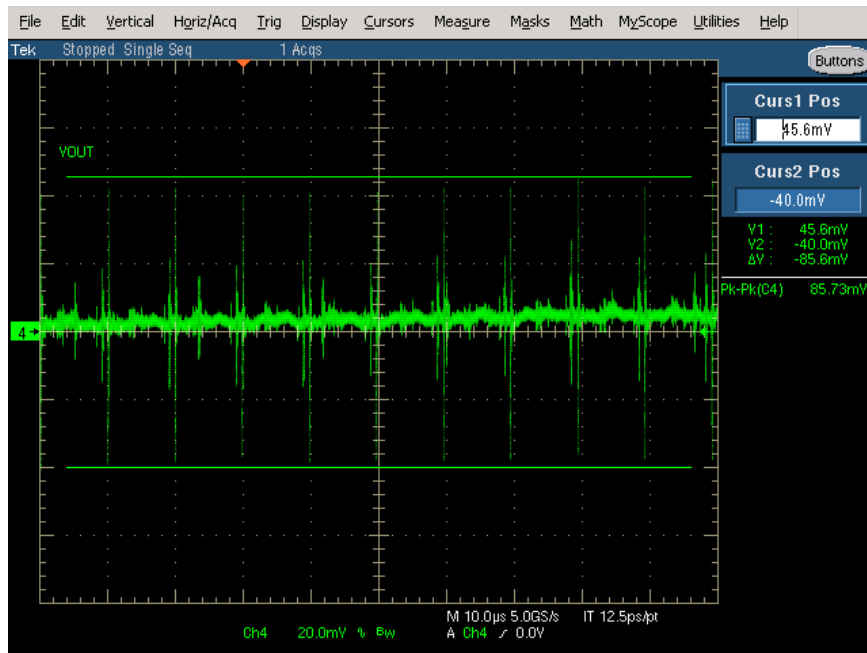 File Edit Vertical Horiz/Acq Trig Display Cursors Measure Masks Math MyScope Utilities Help
Tek Stopped Single Seq 1 Acqs
Buttons
Curs1 Pos
45.6mV
Curs2 Pos
-40.0mV
V1 : 45.6mV
V2 : -40.0mV
ΔV : -85.6mV
Pk-Pk(C4) 85.73mV
VOUT
4
M 10.0µs 5.0GS/s IT 12.5ps/pt
Ch4 20.0mV ∿ Bw A Ch4 ∕ 0.0V